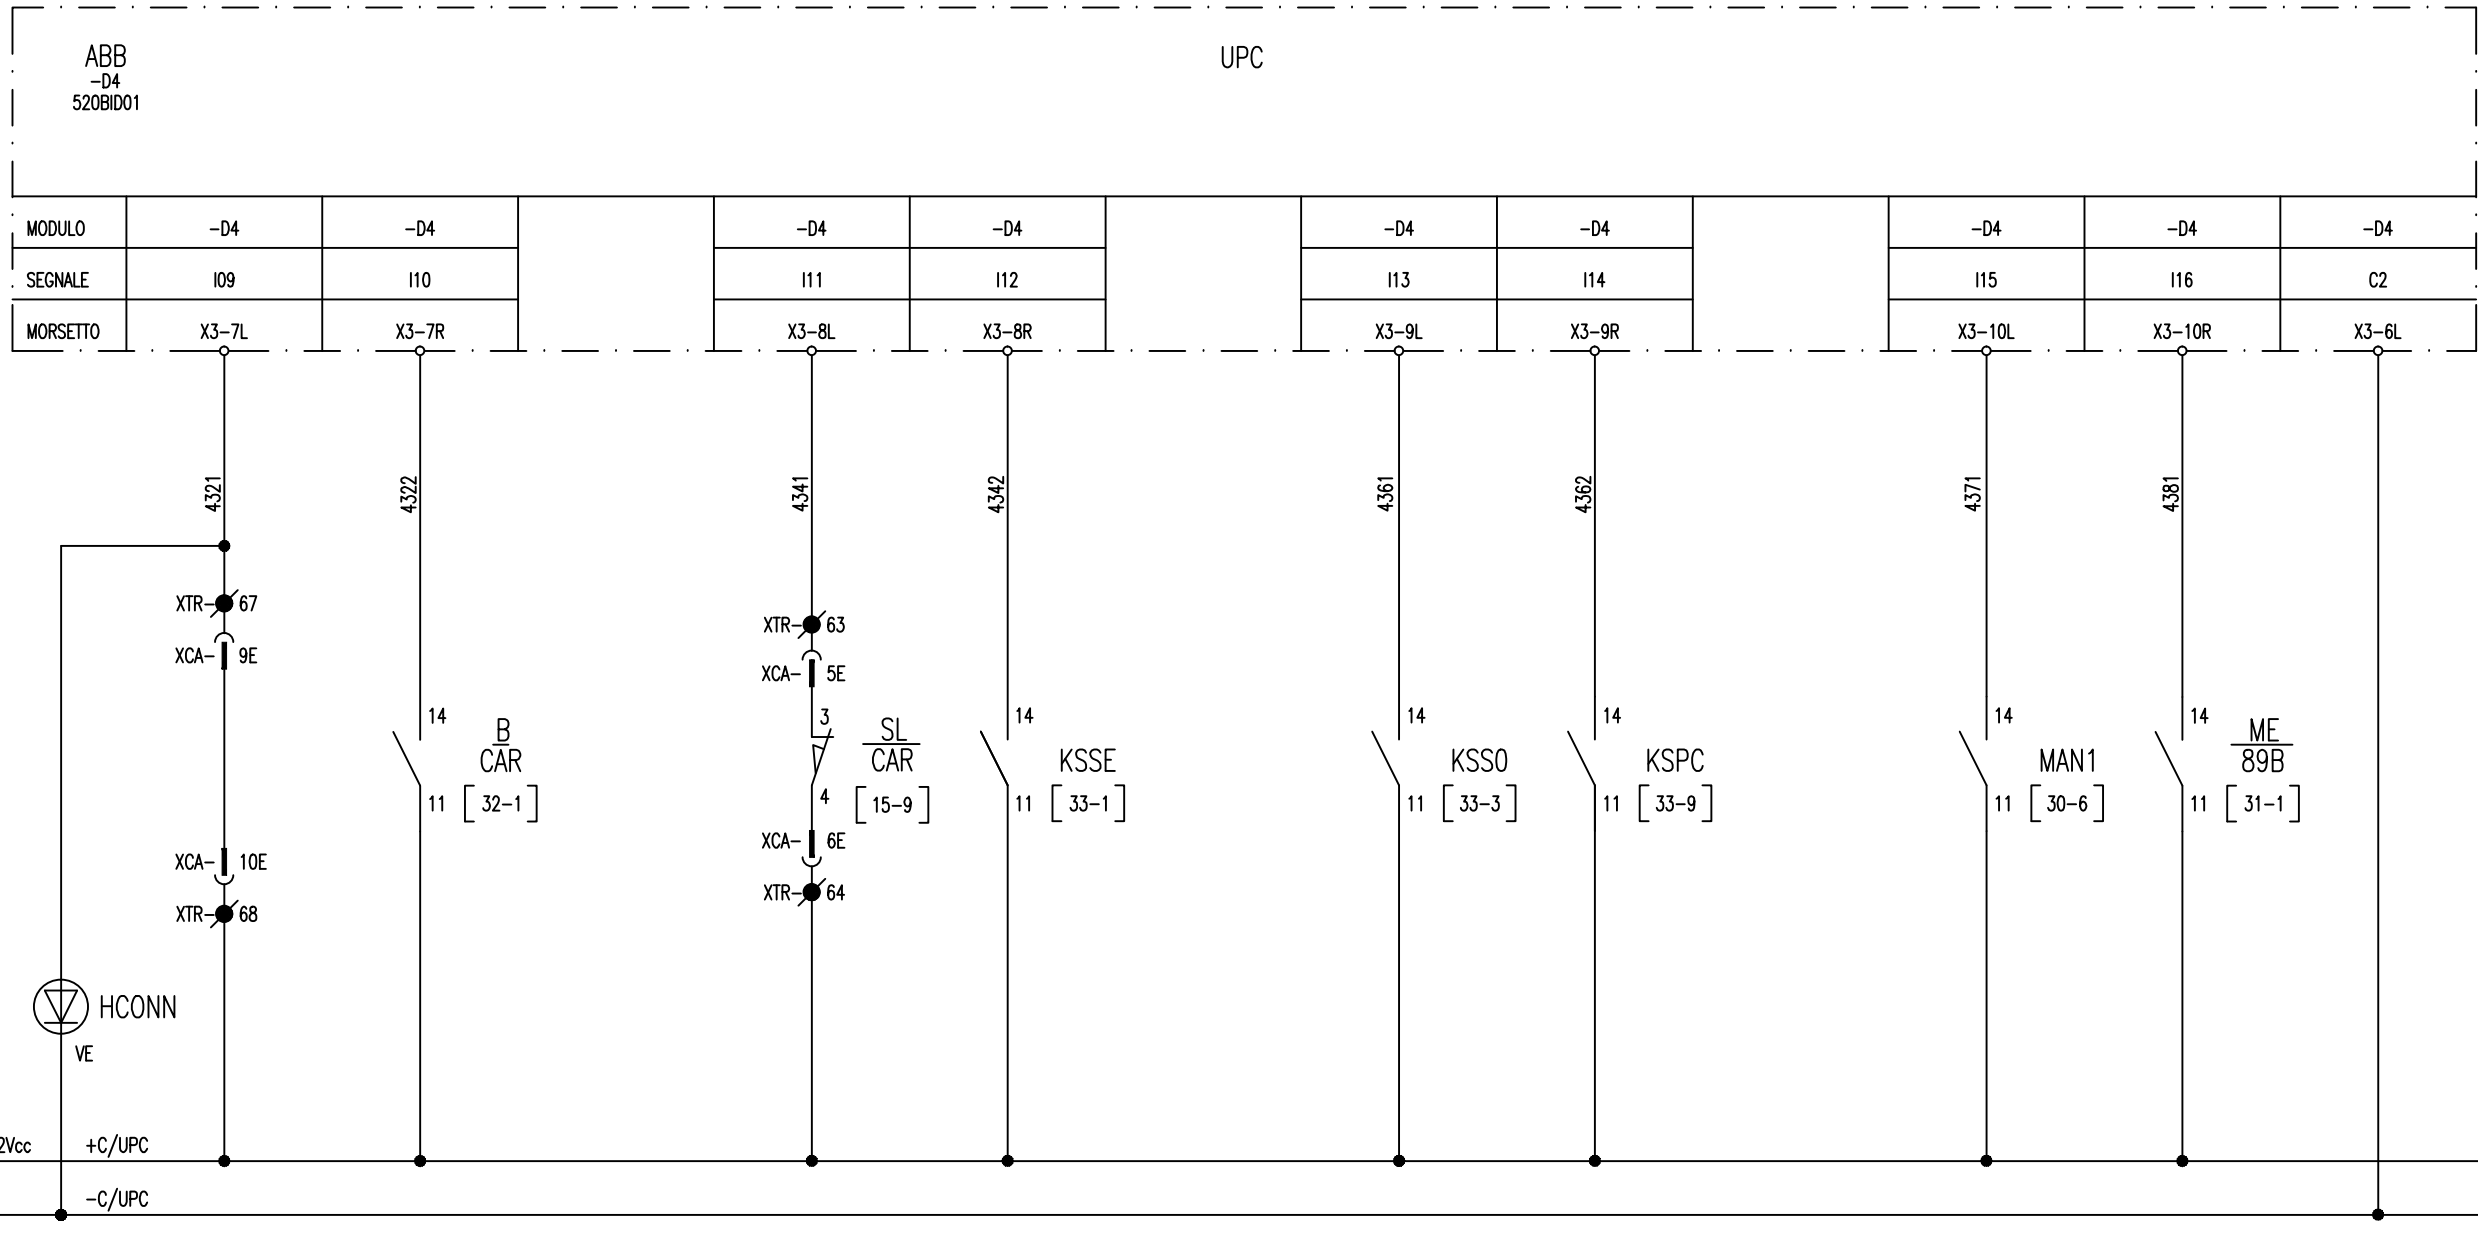 ABB
-D4
520BID01
UPC
MODULO -D4 -D4 -D4 -D4 -D4 -D4 -D4 -D4 -D4
SEGNALE I09 I10 I11 I12 I13 I14 I15 I16 C2
MORSETTO X3-7L X3-7R X3-8L X3-8R X3-9L X3-9R X3-10L X3-10R X3-6L
4321 4322 4341 4342 4361 4362 4371 4381
XTR- 67
XTR- 63
XCA- 9E
XCA- 5E
14 3 14 14 14 14 14
B SL ME
CAR CAR KSSE KSSO KSPC MAN1 89B
11 [32-1] 4 [15-9] 11 [33-1] 11 [33-3] 11 [33-9] 11 [30-6] 11 [31-1]
XCA- 6E
XCA- 10E
XTR- 64
XTR- 68
HCONN
VE
2Vcc +C/UPC
-C/UPC